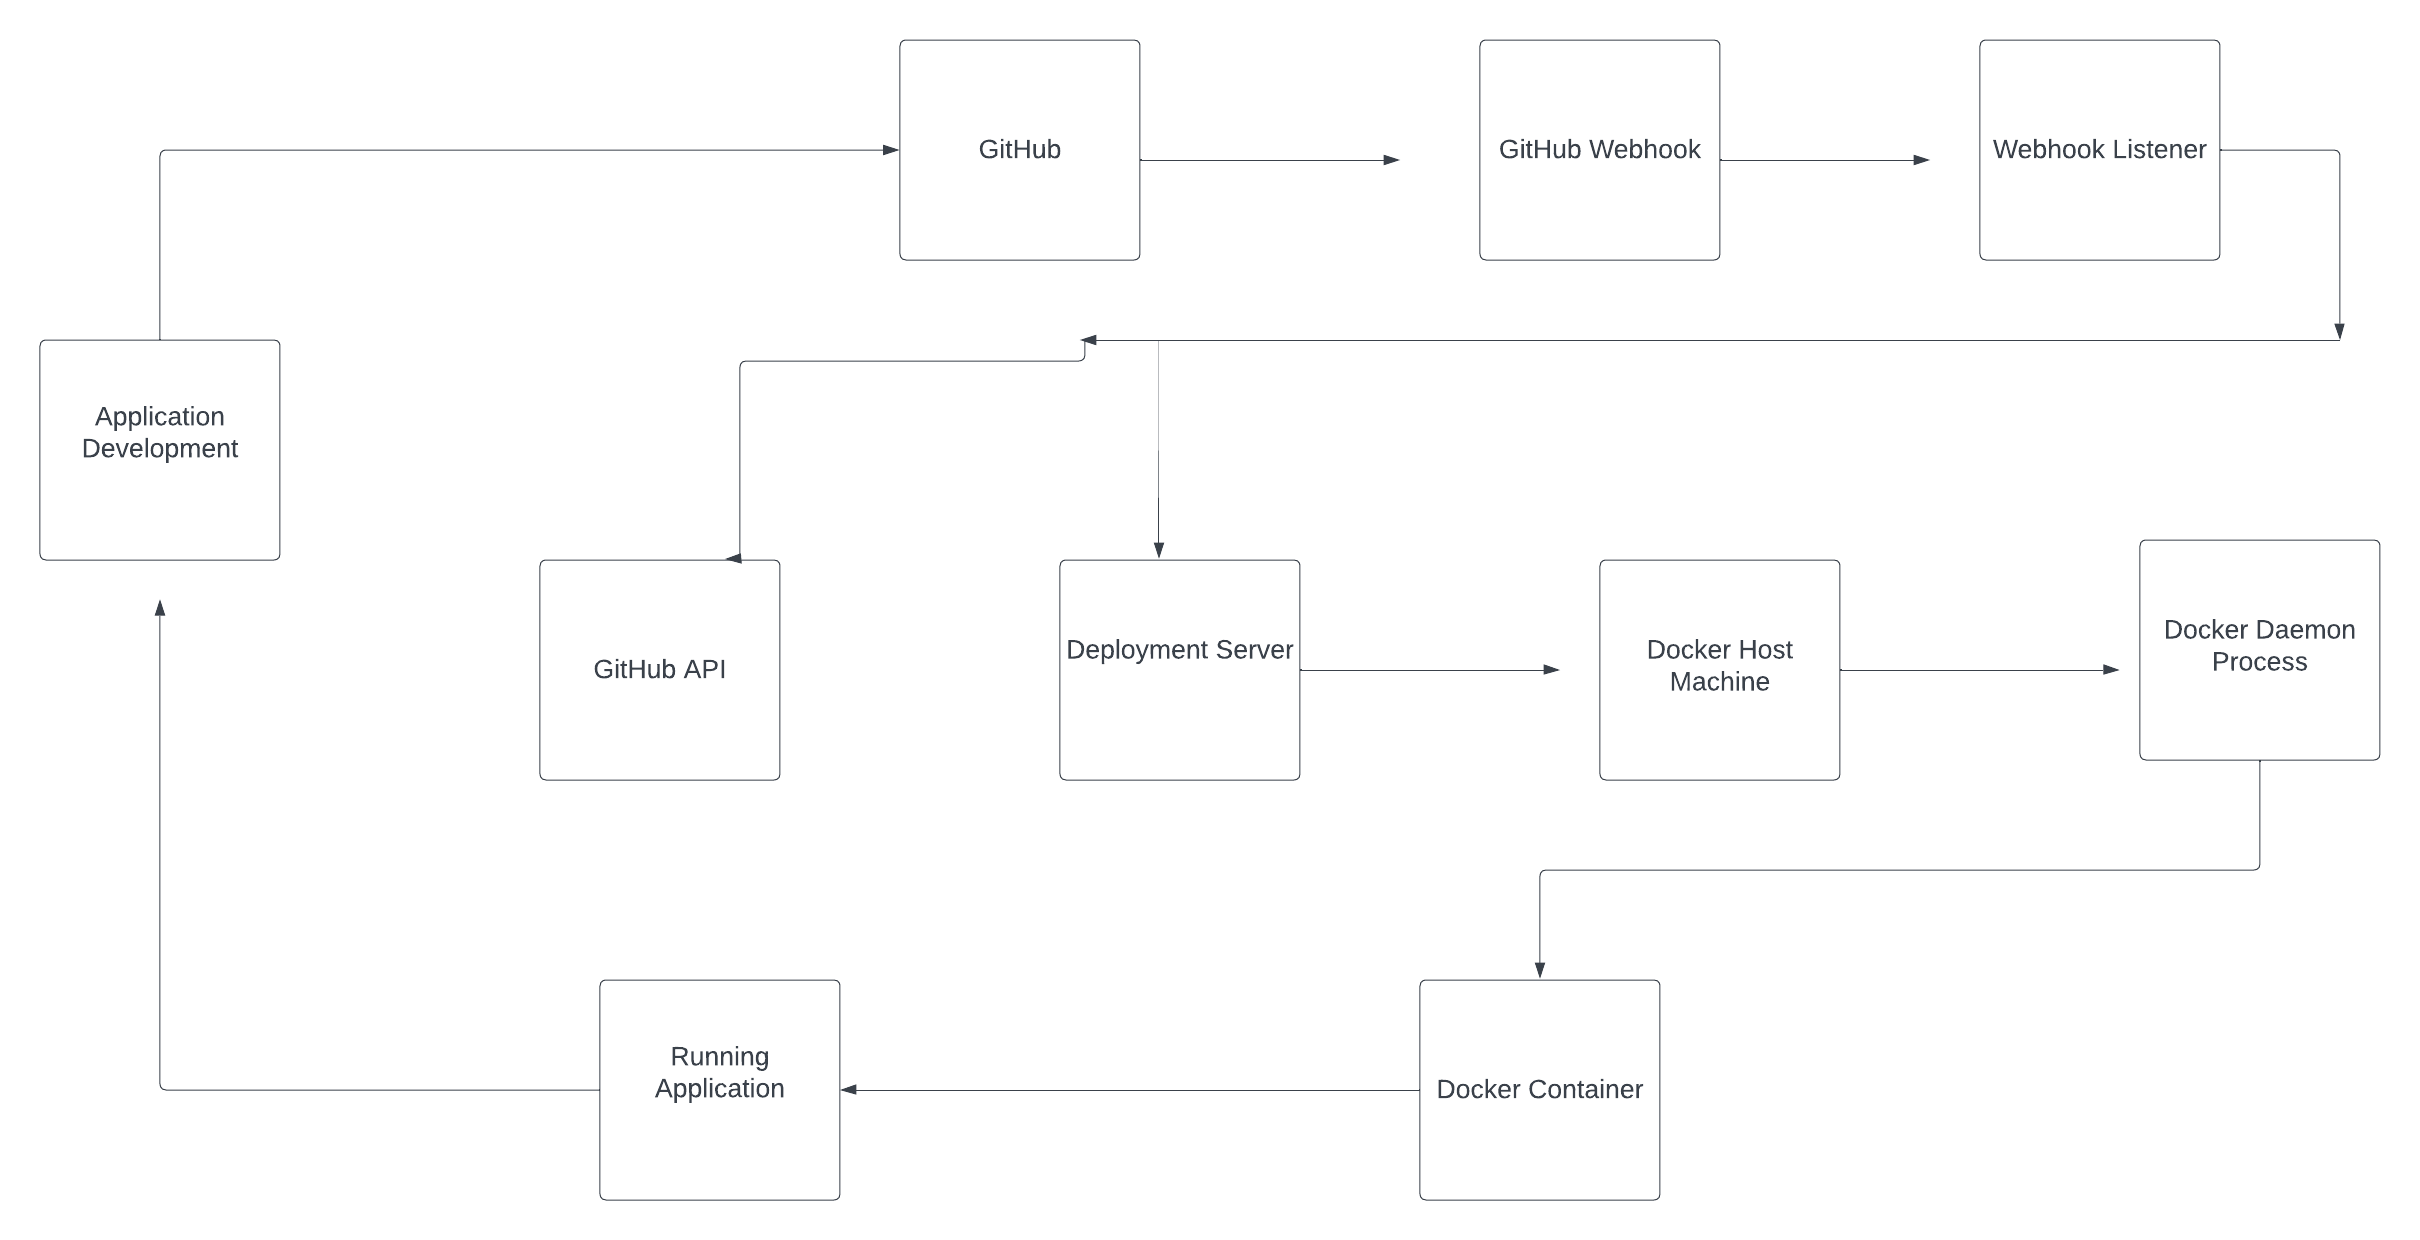 GitHub
GitHub Webhook
Webhook Listener
Application
Development
GitHub API
Deployment Server
Docker Host
Machine
Docker Daemon
Process
Running
Application
Docker Container